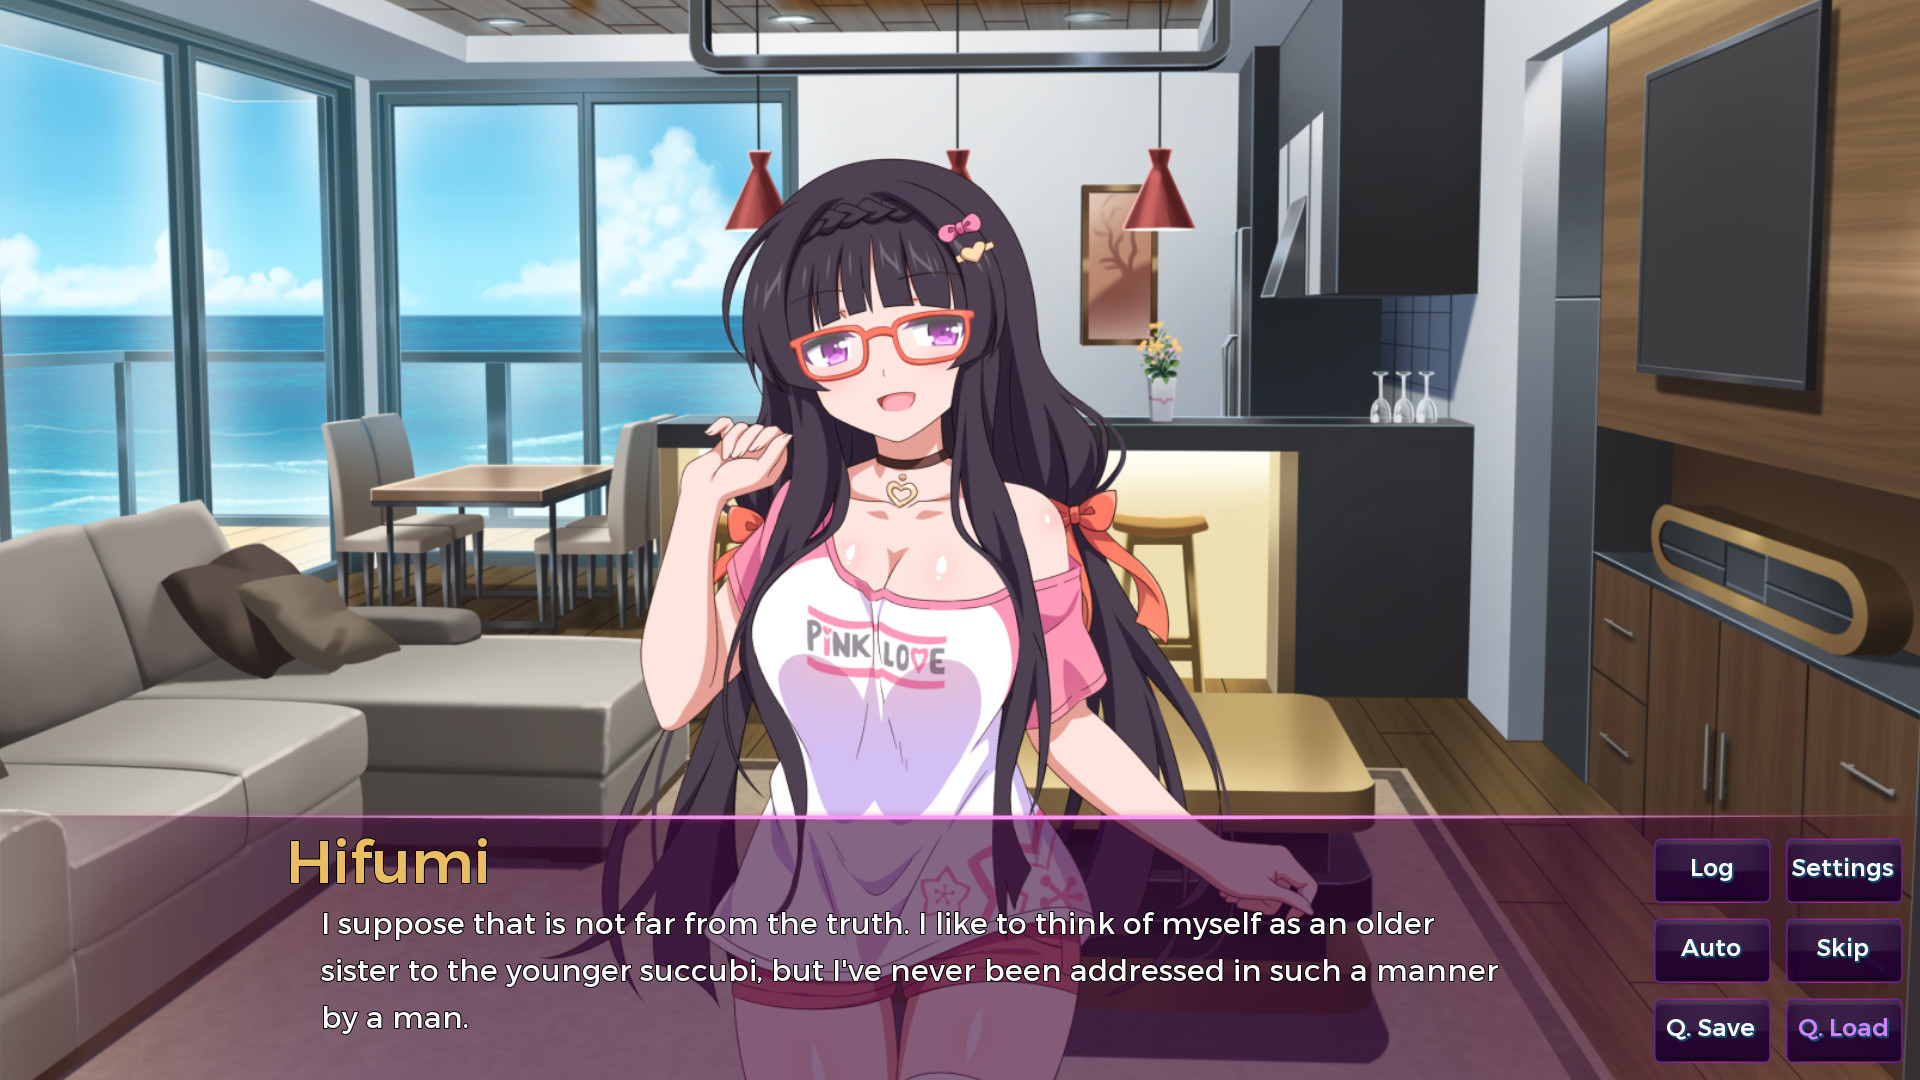 PiNK LOVE
Hifumi
I suppose that is not far from the truth. I like to think of myself as an older
sister to the younger succubi, but I've never been addressed in such a manner
by a man.
Log
Settings
Auto
Skip
Q. Save
Q. Load